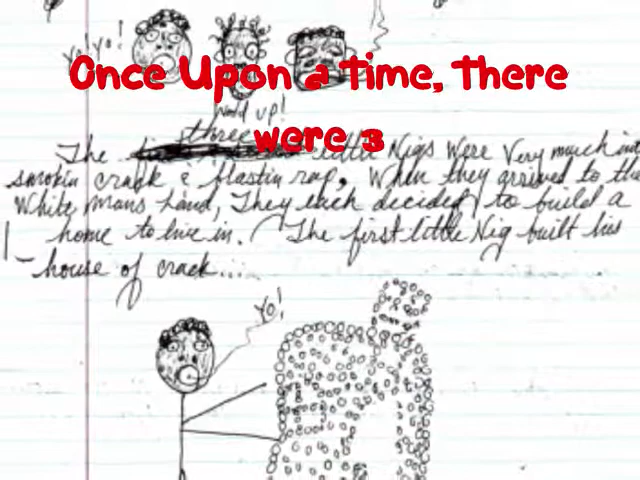 Yo! Yo!
Once Upon a Time, There
Word up!
three
were 3
The little Nigs were very much into
smokin crack & blastin rap. When they arrived to the
White mans land, They each decided to build a
home to live in. The first little Nig built his
house of crack...
Yo!